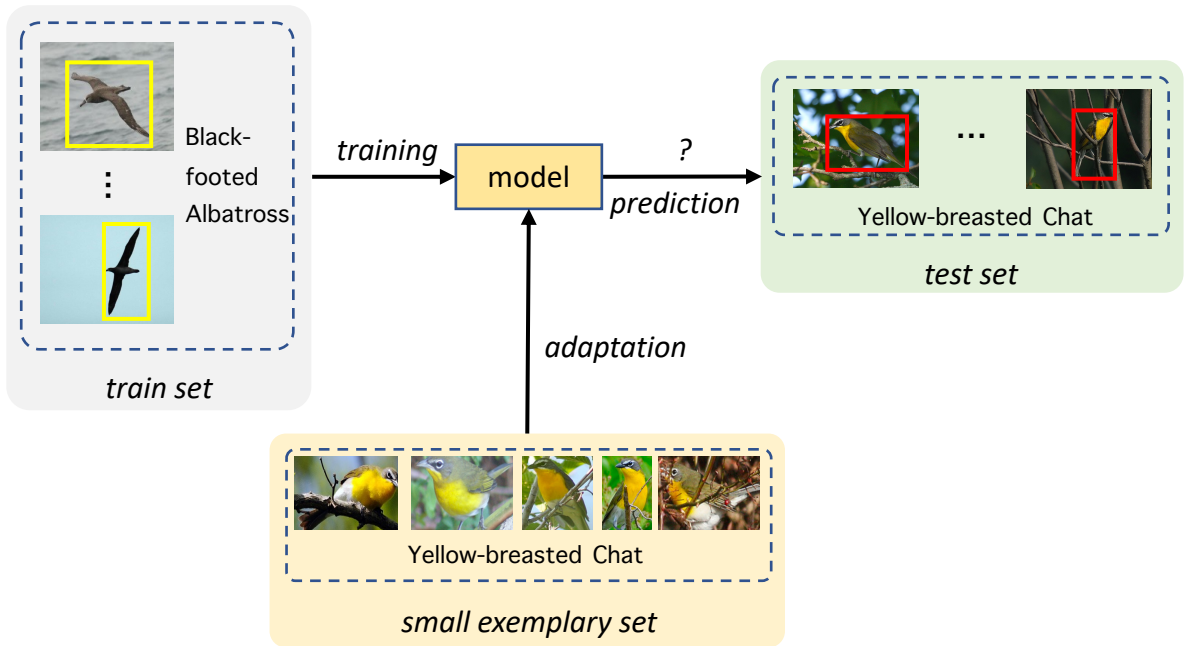 Black-
footed
Albatross
⋮
train set
training
model
?
prediction
...
Yellow-breasted Chat
test set
adaptation
Yellow-breasted Chat
small exemplary set